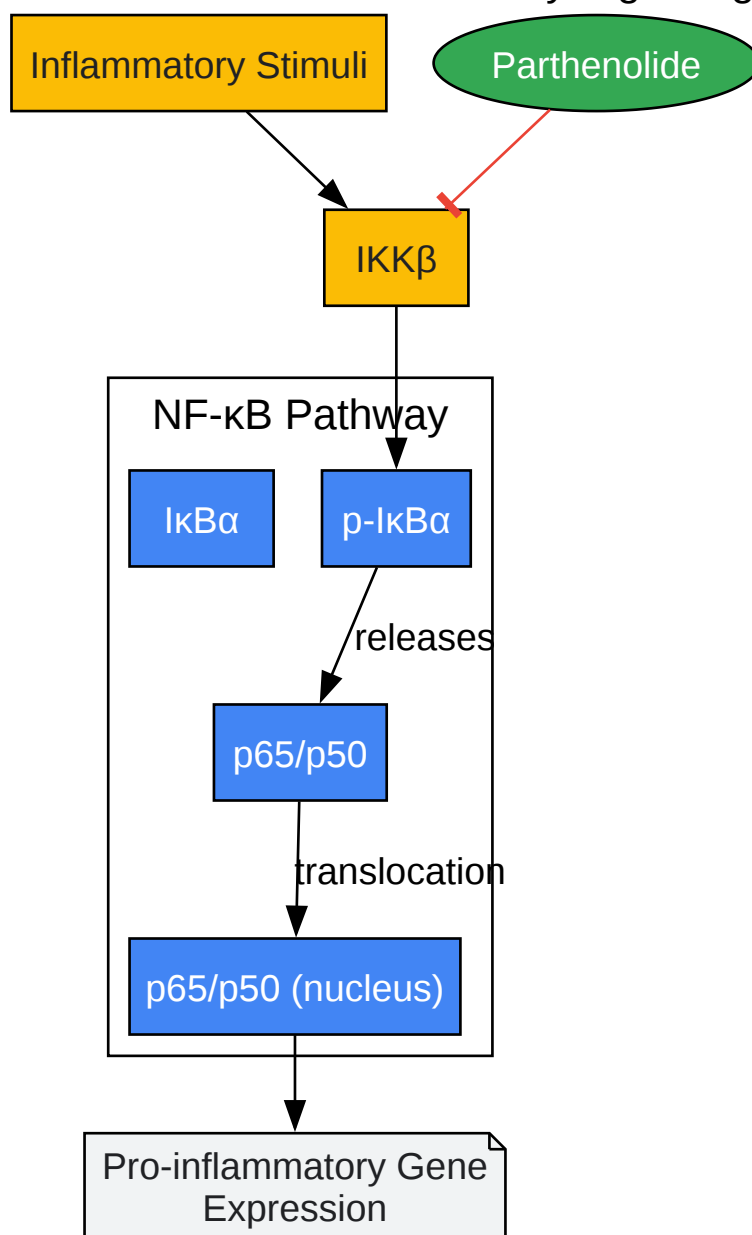 Inflammatory Stimuli
Parthenolide
IKKβ
NF-κB Pathway
IκBα
p-IκBα
releases
p65/p50
translocation
p65/p50 (nucleus)
Pro-inflammatory Gene
Expression